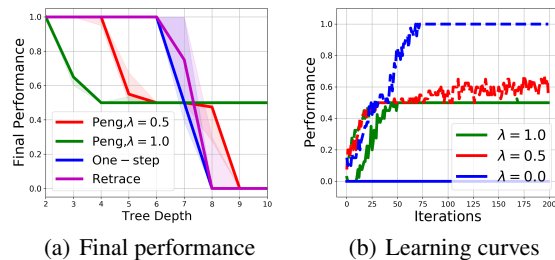 Final Performance
1.0
0.8
0.6
0.4
0.2
0.0
Peng, λ = 0.5
Peng, λ = 1.0
One − step
Retrace
2 3 4 5 6 7 8 9 10
Tree Depth
(a) Final performance
Performance
1.0
0.8
0.6
0.4
0.2
0.0
λ = 1.0
λ = 0.5
λ = 0.0
0 25 50 75 100 125 150 175 200
Iterations
(b) Learning curves